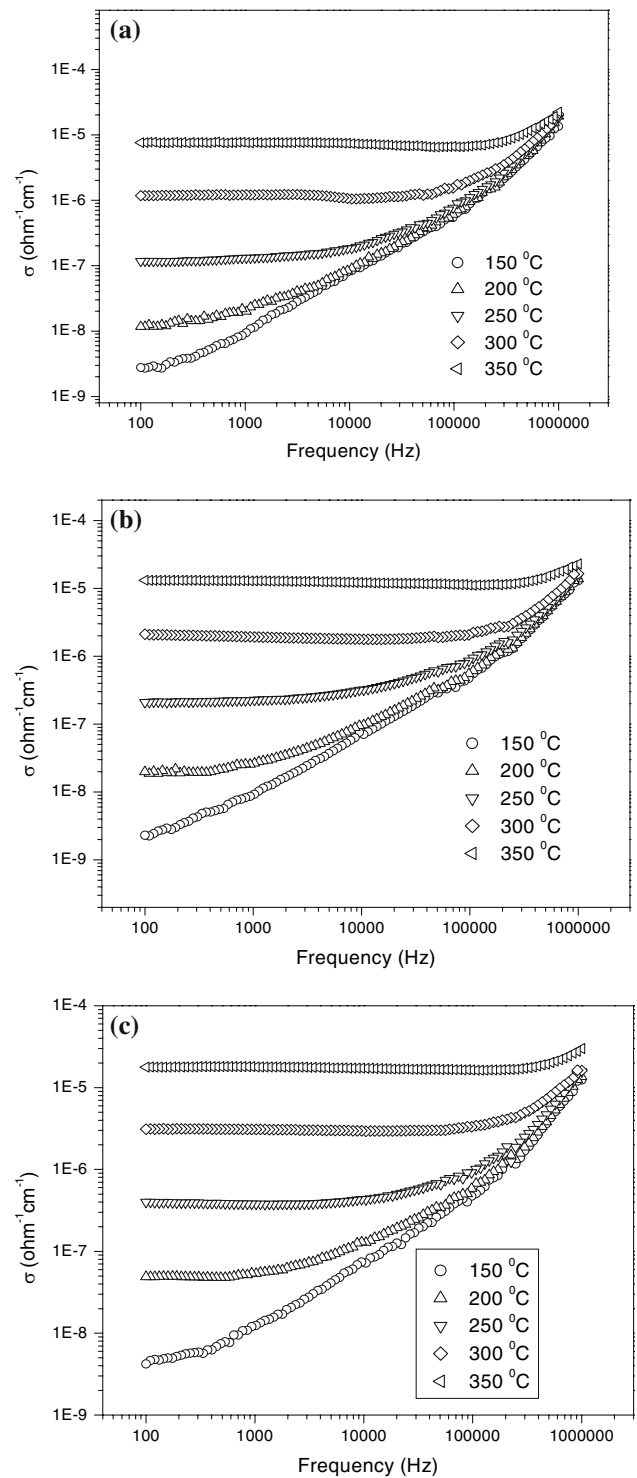 (a)
1E-4
1E-5
1E-6
1E-7
1E-8
1E-9
σ (ohm⁻¹cm⁻¹)
150 ⁰C
200 ⁰C
250 ⁰C
300 ⁰C
350 ⁰C
100 1000 10000 100000 1000000
Frequency (Hz)
(b)
1E-4
1E-5
1E-6
1E-7
1E-8
1E-9
σ (ohm⁻¹cm⁻¹)
150 ⁰C
200 ⁰C
250 ⁰C
300 ⁰C
350 ⁰C
100 1000 10000 100000 1000000
Frequency (Hz)
(c)
1E-4
1E-5
1E-6
1E-7
1E-8
1E-9
σ (ohm⁻¹cm⁻¹)
150 ⁰C
200 ⁰C
250 ⁰C
300 ⁰C
350 ⁰C
100 1000 10000 100000 1000000
Frequency (Hz)